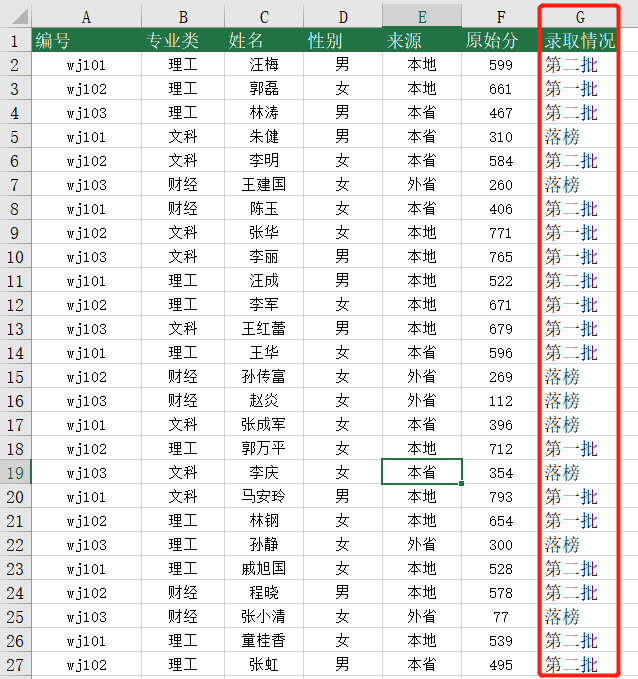 A B C D E F G
1 编号 专业类 姓名 性别 来源 原始分 录取情况
2 wj101 理工 汪梅 男 本地 599 第二批
3 wj102 理工 郭磊 女 本地 661 第一批
4 wj103 理工 林涛 男 本省 467 第二批
5 wj101 文科 朱健 男 本省 310 落榜
6 wj102 文科 李明 女 本省 584 第二批
7 wj103 财经 王建国 女 外省 260 落榜
8 wj101 财经 陈玉 女 本省 406 第二批
9 wj102 文科 张华 女 本地 771 第一批
10 wj103 文科 李丽 男 本地 765 第一批
11 wj101 理工 汪成 男 本地 522 第二批
12 wj102 理工 李军 女 本地 671 第一批
13 wj103 文科 王红蕾 男 本地 679 第一批
14 wj101 理工 王华 女 本省 596 第二批
15 wj102 财经 孙传富 女 外省 269 落榜
16 wj103 财经 赵炎 女 外省 112 落榜
17 wj101 文科 张成军 女 本省 396 落榜
18 wj102 理工 郭万平 女 本地 712 第一批
19 wj103 文科 李庆 女 本省 354 落榜
20 wj101 文科 马安玲 男 本地 793 第一批
21 wj102 理工 林钢 女 本地 654 第一批
22 wj103 理工 孙静 女 外省 300 落榜
23 wj101 理工 戚旭国 女 本地 528 第二批
24 wj102 财经 程晓 男 本地 578 第二批
25 wj103 财经 张小清 女 外省 77 落榜
26 wj101 理工 童桂香 女 本地 539 第二批
27 wj102 理工 张虹 男 本省 495 第二批